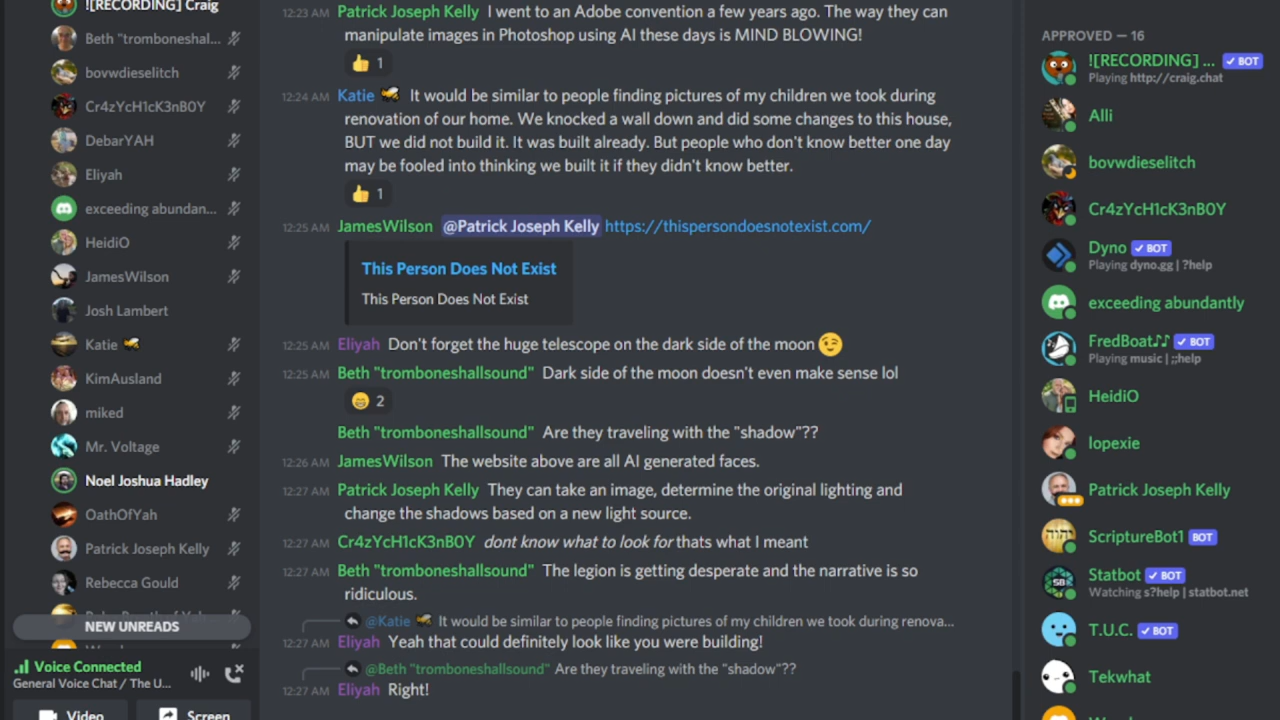 ![RECORDING] Craig
Beth "tromboneshal...
bovwdieselitch
Cr4zYcH1cK3nB0Y
DebarYAH
Eliyah
exceeding abundan...
HeidiO
JamesWilson
Josh Lambert
Katie
KimAusland
miked
Mr. Voltage
Noel Joshua Hadley
OathOfYah
Patrick Joseph Kelly
Rebecca Gould
NEW UNREADS
Voice Connected
General Voice Chat / The U...
Video
Screen
12:23 AM Patrick Joseph Kelly I went to an Adobe convention a few years ago. The way they can
manipulate images in Photoshop using AI these days is MIND BLOWING!
👍 1
12:24 AM Katie It would be similar to people finding pictures of my children we took during
renovation of our home. We knocked a wall down and did some changes to this house,
BUT we did not build it. It was built already. But people who don't know better one day
may be fooled into thinking we built it if they didn't know better.
👍 1
12:25 AM JamesWilson @Patrick Joseph Kelly https://thispersondoesnotexist.com/
This Person Does Not Exist
This Person Does Not Exist
12:25 AM Eliyah Don't forget the huge telescope on the dark side of the moon 😉
12:25 AM Beth "tromboneshallsound" Dark side of the moon doesn't even make sense lol
😁 2
Beth "tromboneshallsound" Are they traveling with the "shadow"??
12:26 AM JamesWilson The website above are all AI generated faces.
12:27 AM Patrick Joseph Kelly They can take an image, determine the original lighting and
change the shadows based on a new light source.
12:27 AM Cr4zYcH1cK3nB0Y dont know what to look for thats what I meant
12:27 AM Beth "tromboneshallsound" The legion is getting desperate and the narrative is so
ridiculous.
@Katie It would be similar to people finding pictures of my children we took during renova...
12:27 AM Eliyah Yeah that could definitely look like you were building!
@Beth "tromboneshallsound" Are they traveling with the "shadow"??
12:27 AM Eliyah Right!
APPROVED — 16
![RECORDING] ... ✓ BOT
Playing http://craig.chat
Alli
bovwdieselitch
Cr4zYcH1cK3nB0Y
Dyno ✓ BOT
Playing dyno.gg | ?help
exceeding abundantly
FredBoat♪♪ ✓ BOT
Playing music | ;;help
HeidiO
lopexie
Patrick Joseph Kelly
יהוה
ScriptureBot1 BOT
SB
Statbot ✓ BOT
Watching s?help | statbot.net
T.U.C. ✓ BOT
Tekwhat